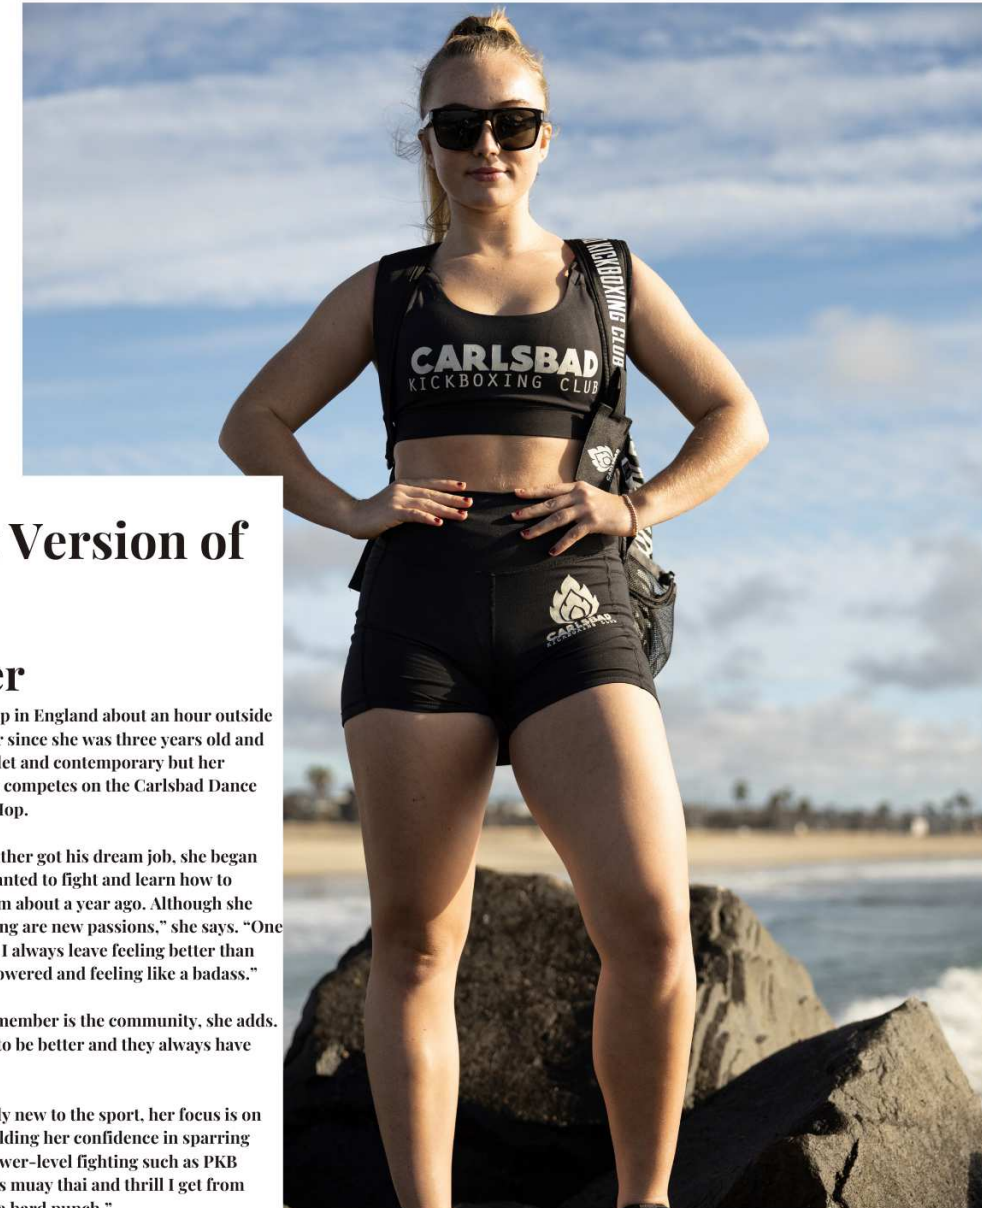 KICKBOXING CLUB
CARLSBAD
KICKBOXING CLUB
CARLSBAD
KICKBOXING CLUB
Version of
er
p in England about an hour outside
r since she was three years old and
let and contemporary but her
competes on the Carlsbad Dance
Hop.
ther got his dream job, she began
anted to fight and learn how to
m about a year ago. Although she
ng are new passions,” she says. “One
I always leave feeling better than
owered and feeling like a badass.”
member is the community, she adds.
to be better and they always have
ly new to the sport, her focus is on
lding her confidence in sparring
wer-level fighting such as PKB
s muay thai and thrill I get from
a hard punch.”